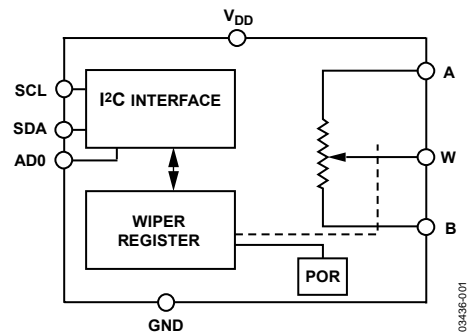 VDD
SCL
SDA
AD0
I²C INTERFACE
WIPER
REGISTER
POR
A
W
B
GND
03436-001